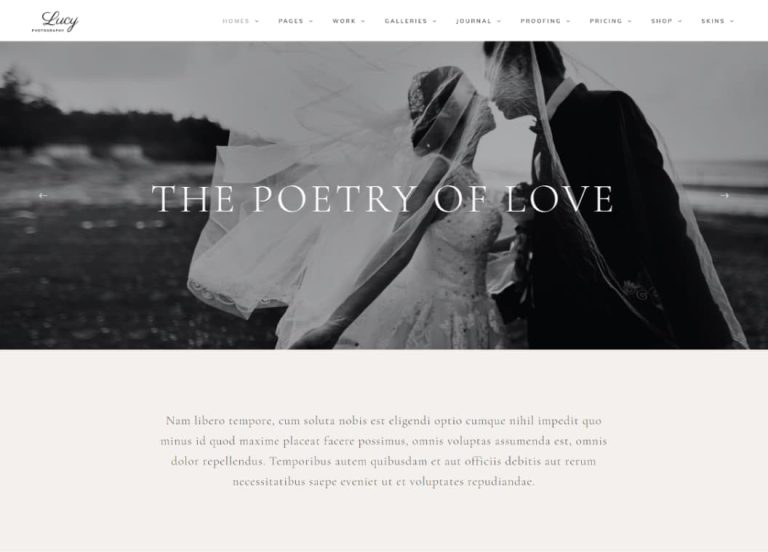 Lucy
PHOTOGRAPHY
HOMES PAGES WORK GALLERIES JOURNAL PROOFING PRICING SHOP SKINS
THE POETRY OF LOVE
Nam libero tempore, cum soluta nobis est eligendi optio cumque nihil impedit quo
minus id quod maxime placeat facere possimus, omnis voluptas assumenda est, omnis
dolor repellendus. Temporibus autem quibusdam et aut officiis debitis aut rerum
necessitatibus saepe eveniet ut et voluptates repudiandae.